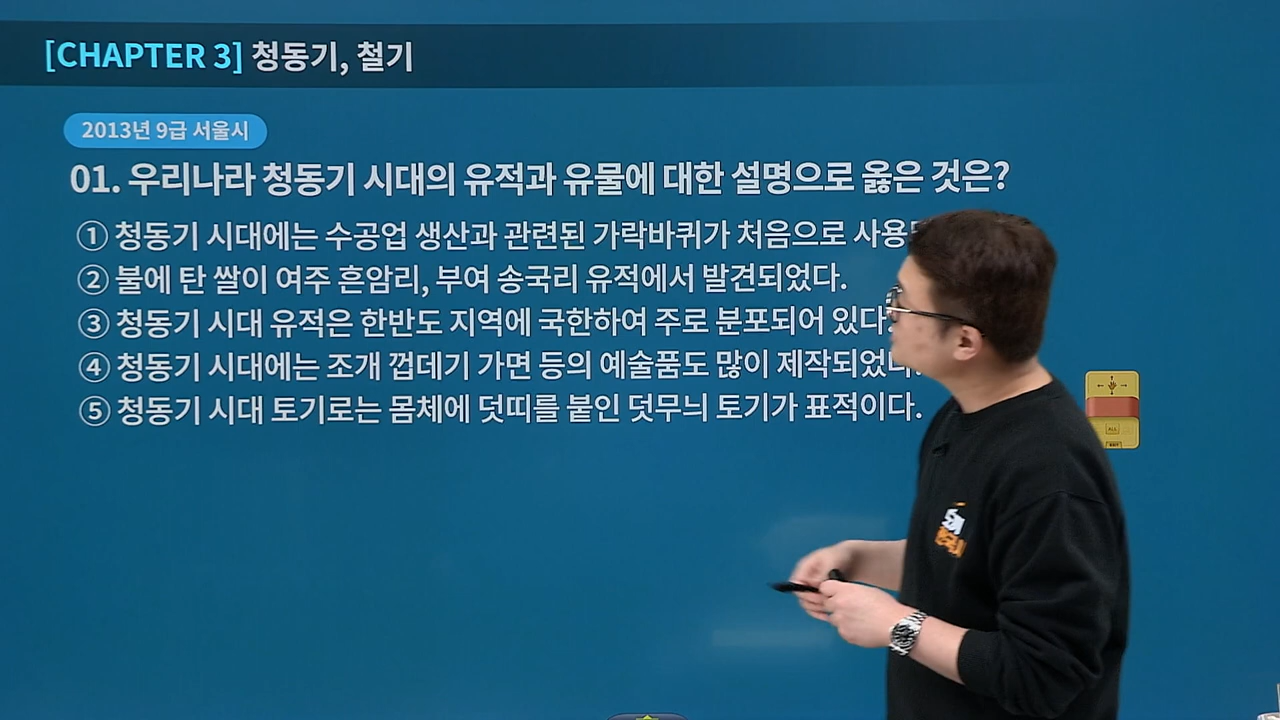 [CHAPTER 3] 청동기, 철기
2013년 9급 서울시
01. 우리나라 청동기 시대의 유적과 유물에 대한 설명으로 옳은 것은?
① 청동기 시대에는 수공업 생산과 관련된 가락바퀴가 처음으로
② 불에 탄 쌀이 여주 흔암리, 부여 송국리 유적에서 발견되었다.
③ 청동기 시대 유적은 한반도 지역에 국한하여 주로 분포되어 있다.
④ 청동기 시대에는 조개 껍데기 가면 등의 예술품도 많이 제작되었다.
⑤ 청동기 시대 토기로는 몸체에 덧띠를 붙인 덧무늬 토기가 표적이다.
ALL
EXIT